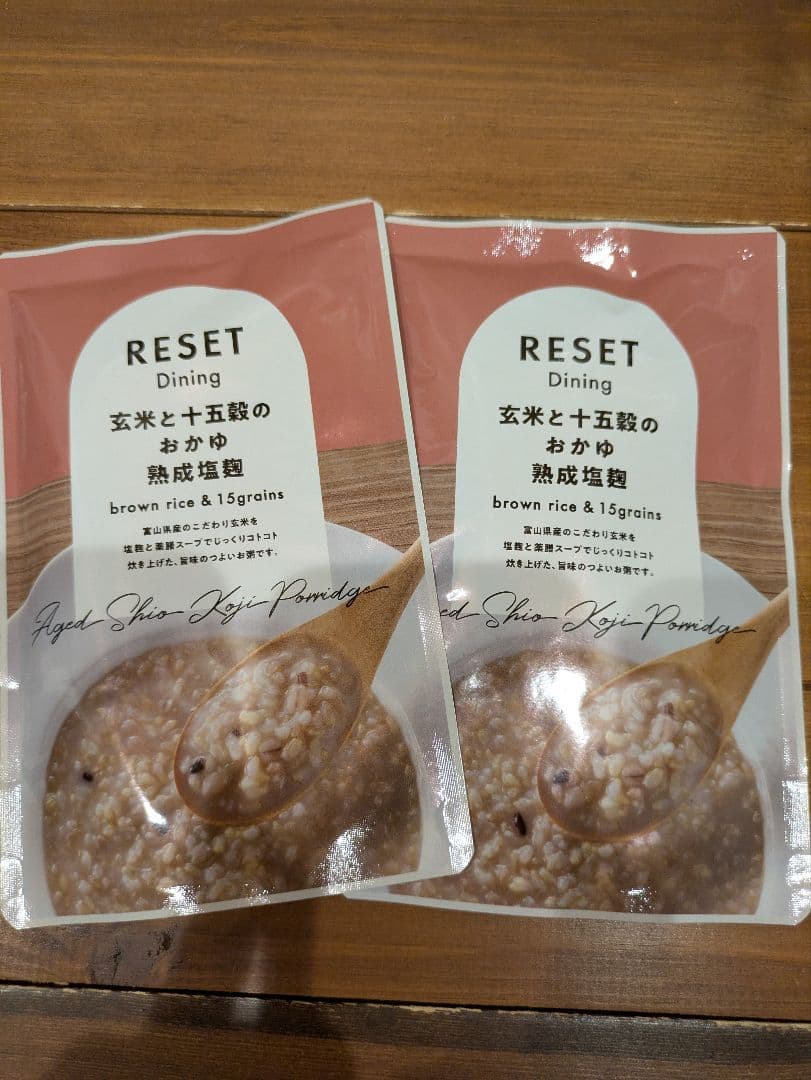 RESET
Dining
玄米と十五穀の
おかゆ
熟成塩麹
brown rice & 15grains
富山県産のこだわり玄米を
塩麹と薬膳スープでじっくりコトコト
炊き上げた、旨味のつよいお粥です。
Aged Shio Koji Porridge
RESET
Dining
玄米と十五穀の
おかゆ
熟成塩麹
brown rice & 15grains
富山県産のこだわり玄米を
塩麹と薬膳スープでじっくりコトコト
炊き上げた、旨味のつよいお粥です。
ed Shio Koji Porridge